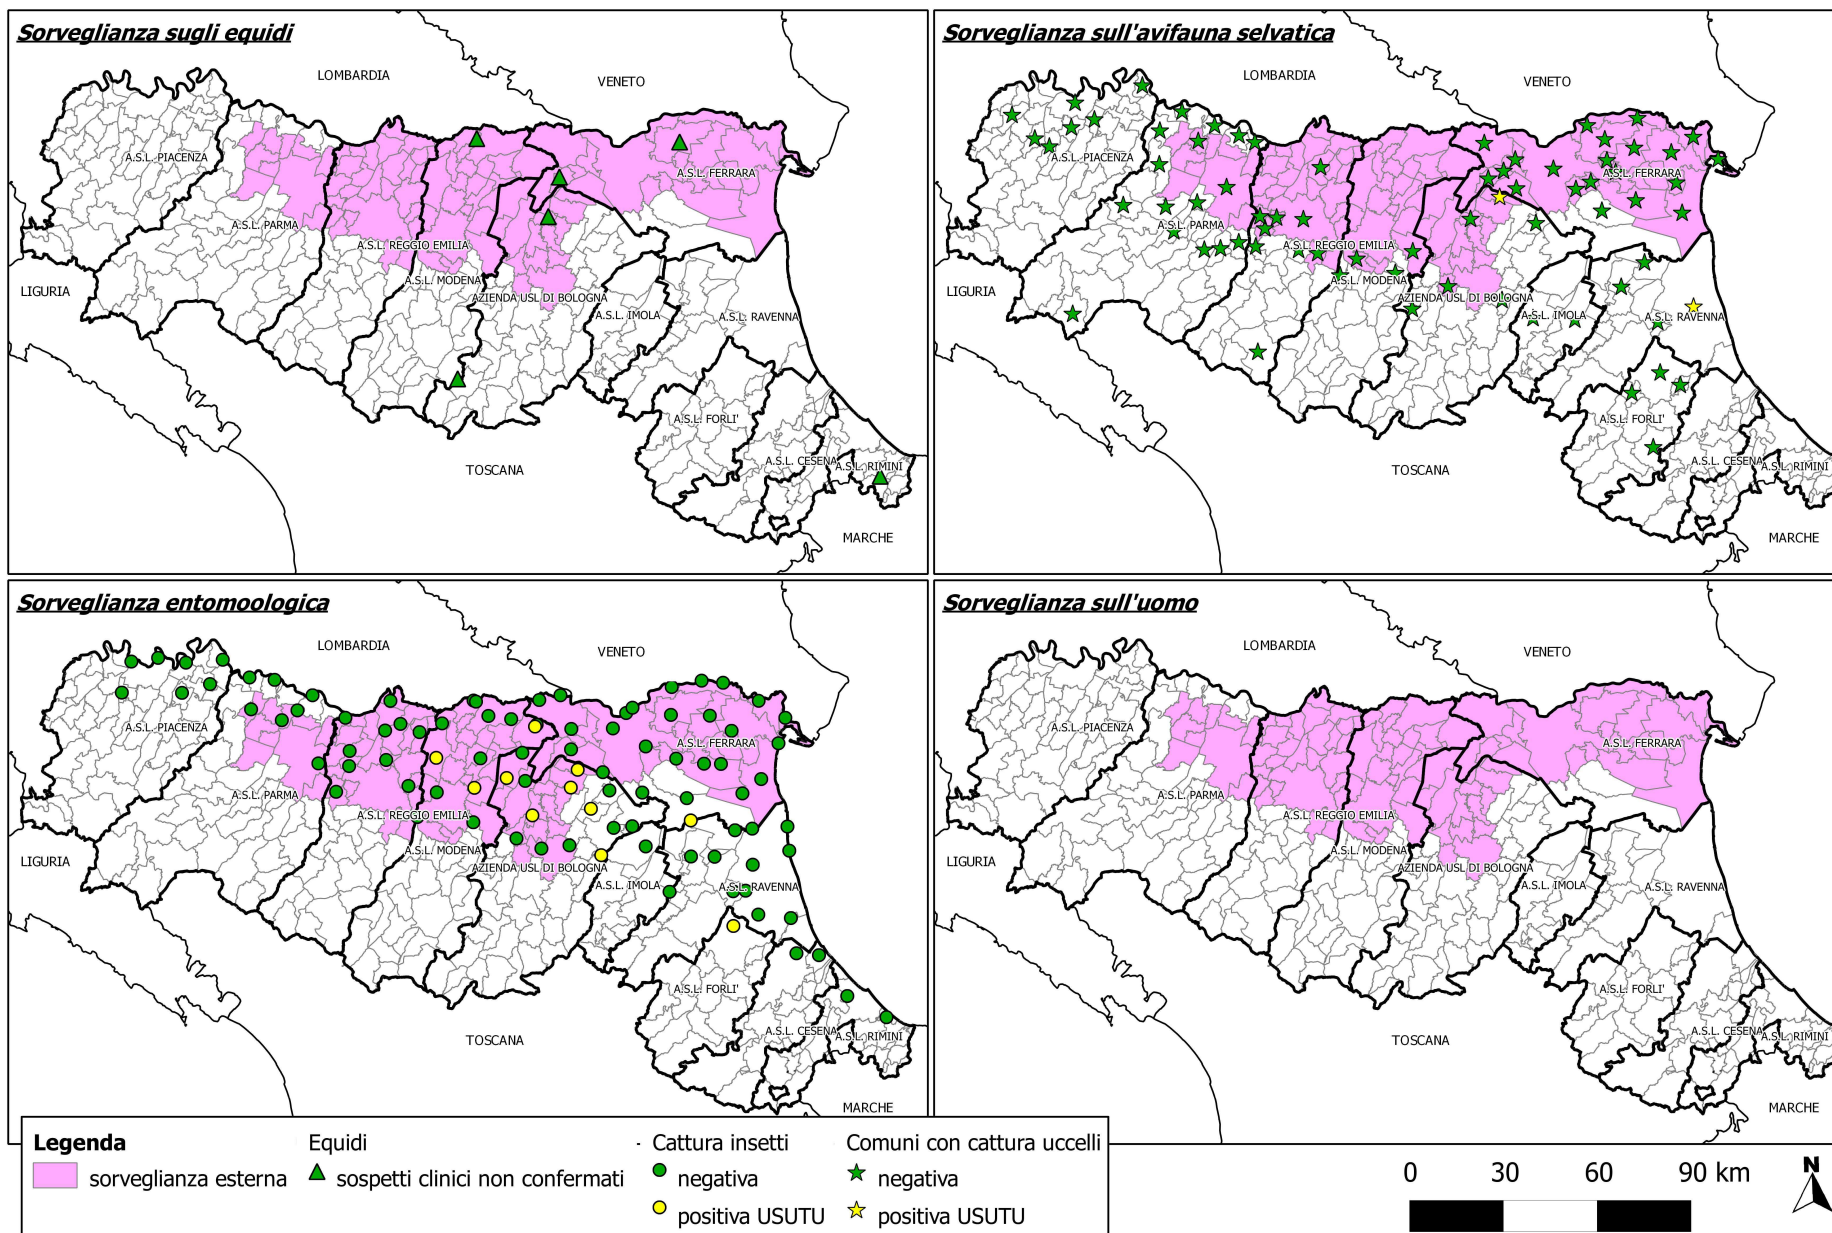 Sorveglianza sugli equidi
LOMBARDIA
VENETO
A.S.L. PIACENZA
A.S.L. FERRARA
A.S.L. PARMA
A.S.L. REGGIO EMILIA
A.S.L. MODENA
LIGURIA
AZIENDA USL DI BOLOGNA
A.S.L. IMOLA
A.S.L. RAVENNA
A.S.L. FORLI'
A.S.L. CESENA
A.S.L. RIMINI
TOSCANA
MARCHE
Sorveglianza sull'avifauna selvatica
LOMBARDIA
VENETO
A.S.L. PIACENZA
A.S.L. FERRARA
A.S.L. PARMA
A.S.L. REGGIO EMILIA
A.S.L. MODENA
LIGURIA
AZIENDA USL DI BOLOGNA
A.S.L. IMOLA
A.S.L. RAVENNA
A.S.L. FORLI'
A.S.L. CESENA
A.S.L. RIMINI
TOSCANA
MARCHE
Sorveglianza entomoologica
LOMBARDIA
VENETO
A.S.L. PIACENZA
A.S.L. FERRARA
A.S.L. PARMA
A.S.L. REGGIO EMILIA
A.S.L. MODENA
LIGURIA
AZIENDA USL DI BOLOGNA
A.S.L. IMOLA
A.S.L. RAVENNA
A.S.L. FORLI'
A.S.L. CESENA
A.S.L. RIMINI
TOSCANA
MARCHE
Sorveglianza sull'uomo
LOMBARDIA
VENETO
A.S.L. PIACENZA
A.S.L. FERRARA
A.S.L. PARMA
A.S.L. REGGIO EMILIA
A.S.L. MODENA
LIGURIA
AZIENDA USL DI BOLOGNA
A.S.L. IMOLA
A.S.L. RAVENNA
A.S.L. FORLI'
A.S.L. CESENA
A.S.L. RIMINI
TOSCANA
MARCHE
Legenda
sorveglianza esterna
Equidi
sospetti clinici non confermati
- Cattura insetti
negativa
positiva USUTU
Comuni con cattura uccelli
negativa
positiva USUTU
0 30 60 90 km
N